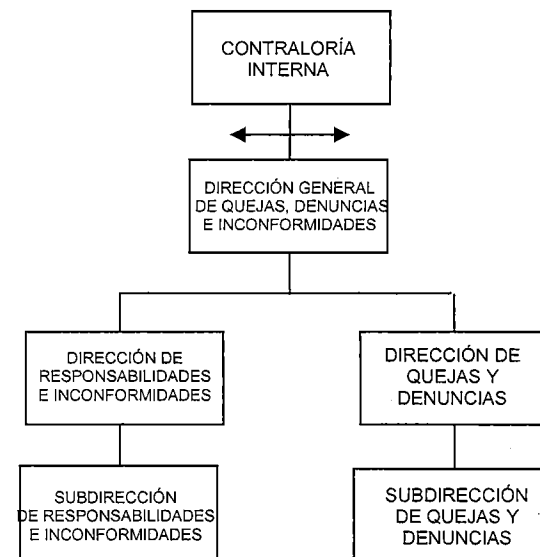 CONTRALORÍA
INTERNA
DIRECCIÓN GENERAL
DE QUEJAS, DENUNCIAS
E INCONFORMIDADES
DIRECCIÓN DE
RESPONSABILIDADES
E INCONFORMIDADES
DIRECCIÓN DE
QUEJAS Y
DENUNCIAS
SUBDIRECCIÓN
DE RESPONSABILIDADES
E INCONFORMIDADES
SUBDIRECCIÓN
DE QUEJAS Y
DENUNCIAS